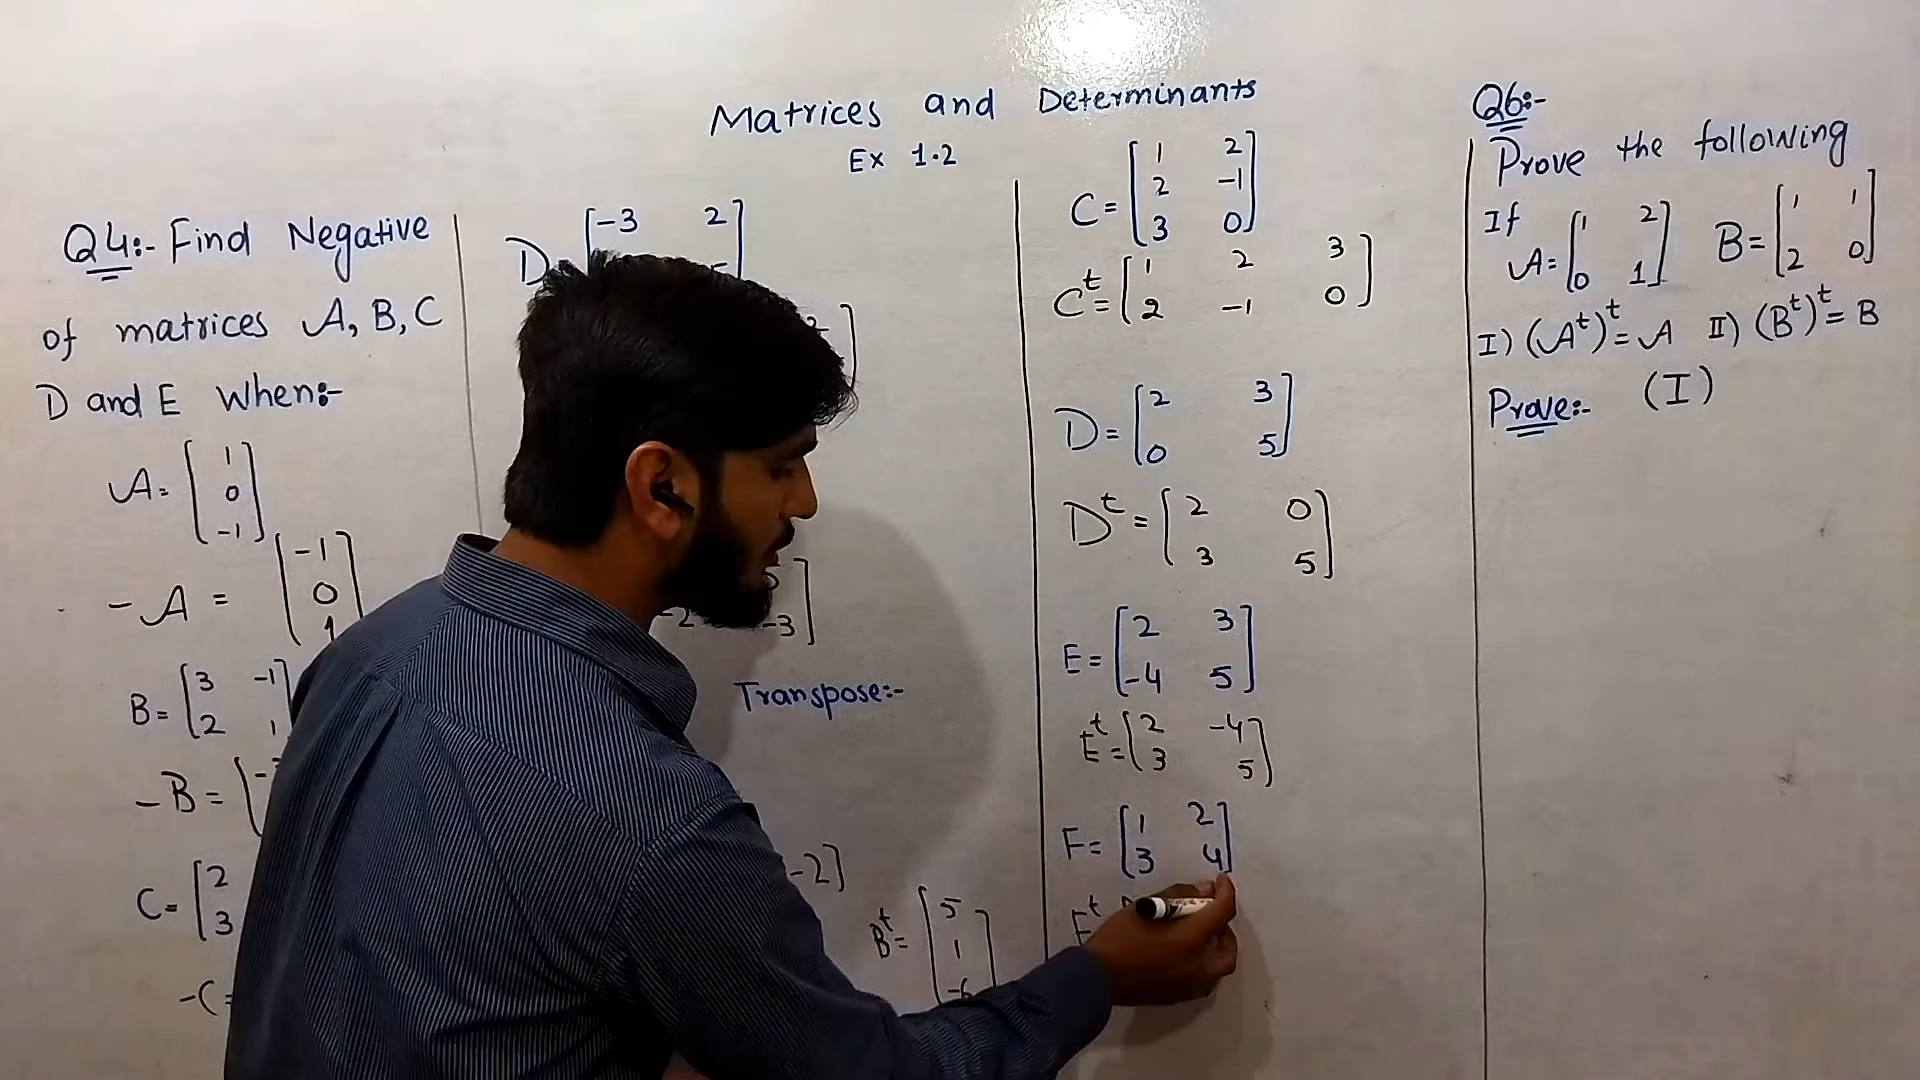 Matrices and Determinants
Ex 1.2
Q4:- Find Negative
of matrices A, B, C
D and E When:-
A= [ 1
0
-1 ]
-A = [ -1
0
1 ]
B= [ 3 -1
2 1
-B= [ -
C= [ 2
3
-C=
D [ -3 2 ]
-2 -3 ]
Transpose:-
-2 ]
B^t= [ 5
1
-6 ]
C= [ 1 2
2 -1
3 0 ]
C^t= [ 1 2 3
2 -1 0 ]
D= [ 2 3
0 5 ]
D^t= [ 2 0
3 5 ]
E= [ 2 3
-4 5 ]
E^t= [ 2 -4
3 5 ]
F= [ 1 2
3 4 ]
F^t
Q6:-
Prove the following
If
A= [ 1 2
0 1 ] B= [ 1 1
2 0 ]
I) (A^t)^t= A II) (B^t)^t= B
Prove:- (I)